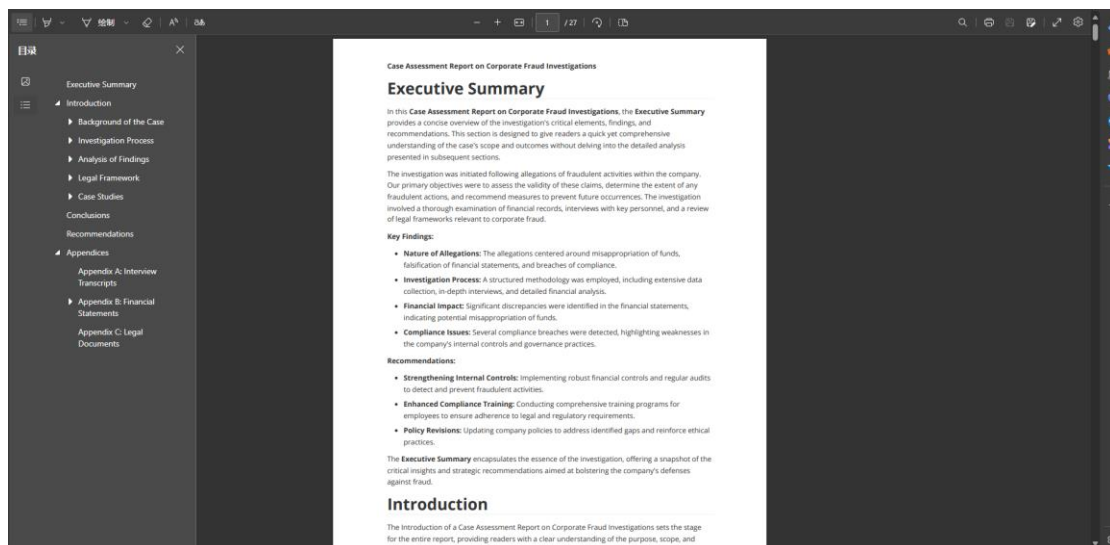 绘制
A
aあ
1
/27
目录
Executive Summary
Introduction
Background of the Case
Investigation Process
Analysis of Findings
Legal Framework
Case Studies
Conclusions
Recommendations
Appendices
Appendix A: Interview
Transcripts
Appendix B: Financial
Statements
Appendix C: Legal
Documents
Case Assessment Report on Corporate Fraud Investigations
Executive Summary
In this Case Assessment Report on Corporate Fraud Investigations, the Executive Summary
provides a concise overview of the investigation's critical elements, findings, and
recommendations. This section is designed to give readers a quick yet comprehensive
understanding of the case's scope and outcomes without delving into the detailed analysis
presented in subsequent sections.
The investigation was initiated following allegations of fraudulent activities within the company.
Our primary objectives were to assess the validity of these claims, determine the extent of any
fraudulent actions, and recommend measures to prevent future occurrences. The investigation
involved a thorough examination of financial records, interviews with key personnel, and a review
of legal frameworks relevant to corporate fraud.
Key Findings:
• Nature of Allegations: The allegations centered around misappropriation of funds,
falsification of financial statements, and breaches of compliance.
• Investigation Process: A structured methodology was employed, including extensive data
collection, in-depth interviews, and detailed financial analysis.
• Financial Impact: Significant discrepancies were identified in the financial statements,
indicating potential misappropriation of funds.
• Compliance Issues: Several compliance breaches were detected, highlighting weaknesses in
the company's internal controls and governance practices.
Recommendations:
• Strengthening Internal Controls: Implementing robust financial controls and regular audits
to detect and prevent fraudulent activities.
• Enhanced Compliance Training: Conducting comprehensive training programs for
employees to ensure adherence to legal and regulatory requirements.
• Policy Revisions: Updating company policies to address identified gaps and reinforce ethical
practices.
The Executive Summary encapsulates the essence of the investigation, offering a snapshot of the
critical insights and strategic recommendations aimed at bolstering the company's defenses
against fraud.
Introduction
The Introduction of a Case Assessment Report on Corporate Fraud Investigations sets the stage
for the entire report, providing readers with a clear understanding of the purpose, scope, and